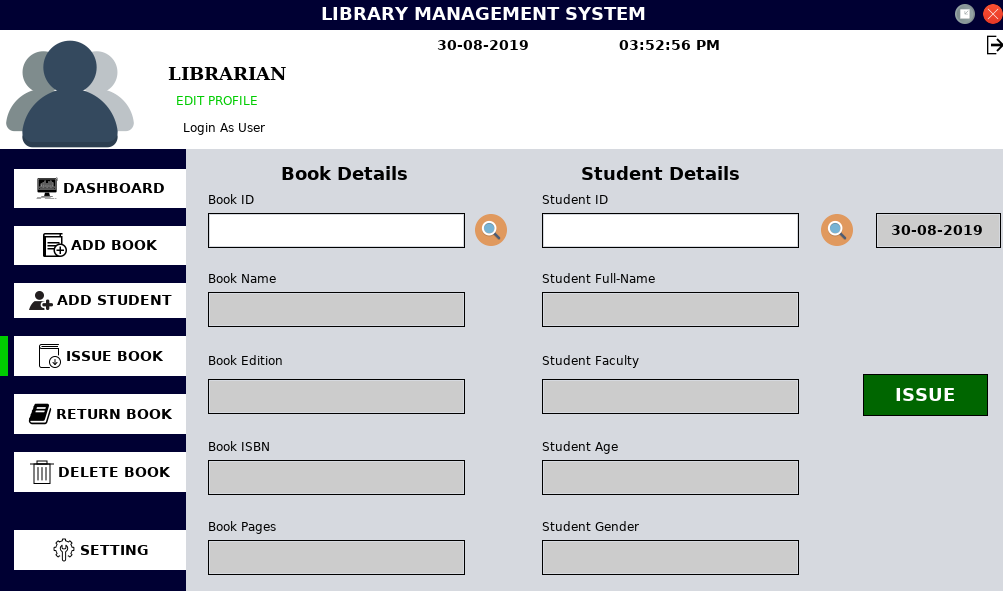 LIBRARY MANAGEMENT SYSTEM
30-08-2019 03:52:56 PM
LIBRARIAN
EDIT PROFILE
Login As User
DASHBOARD
ADD BOOK
ADD STUDENT
ISSUE BOOK
RETURN BOOK
DELETE BOOK
SETTING
Book Details
Book ID
Book Name
Book Edition
Book ISBN
Book Pages
Student Details
Student ID
Student Full-Name
Student Faculty
Student Age
Student Gender
30-08-2019
ISSUE